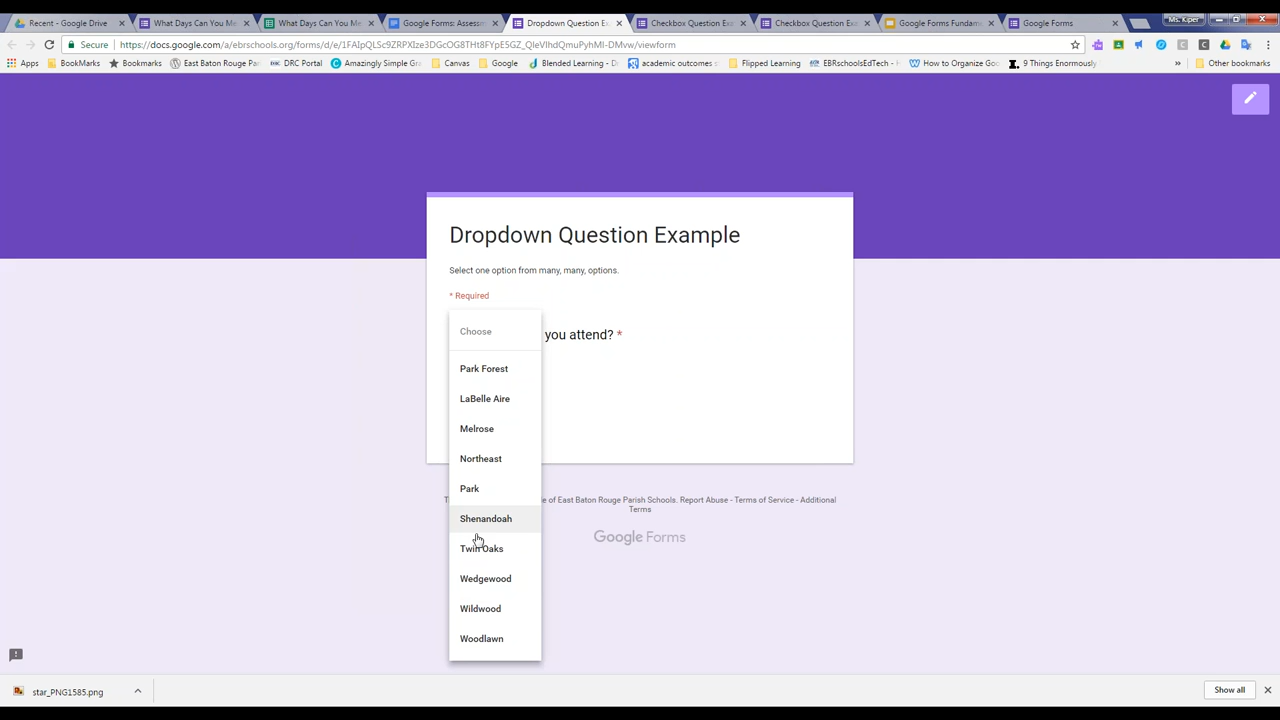 Recent - Google Drive
What Days Can You Me
What Days Can You Me
Google Forms: Assess
Dropdown Question Ex
Checkbox Question Exa
Checkbox Question Exa
Google Forms Fundam
Google Forms
Ms. Kiper
Secure
https://docs.google.com/a/ebrschools.org/forms/d/e/1FAIpQLSc9ZRPXIze3DGcOG8THt8FYpE5GZ_QleVIhdQmuPyhMI-DMvw/viewform
Apps
BookMarks
Bookmarks
East Baton Rouge Pa
DRC Portal
Amazingly Simple Gr
Canvas
Google
Blended Learning - D
academic outcomes
Flipped Learning
EBRschoolsEdTech - H
How to Organize Goo
9 Things Enormously
»
Other bookmarks
Dropdown Question Example
Select one option from many, many, options.
* Required
you attend? *
Choose
Park Forest
LaBelle Aire
Melrose
Northeast
Park
Shenandoah
Twin Oaks
Wedgewood
Wildwood
Woodlawn
e of East Baton Rouge Parish Schools. Report Abuse - Terms of Service - Additional
Terms
Google Forms
star_PNG1585.png
Show all